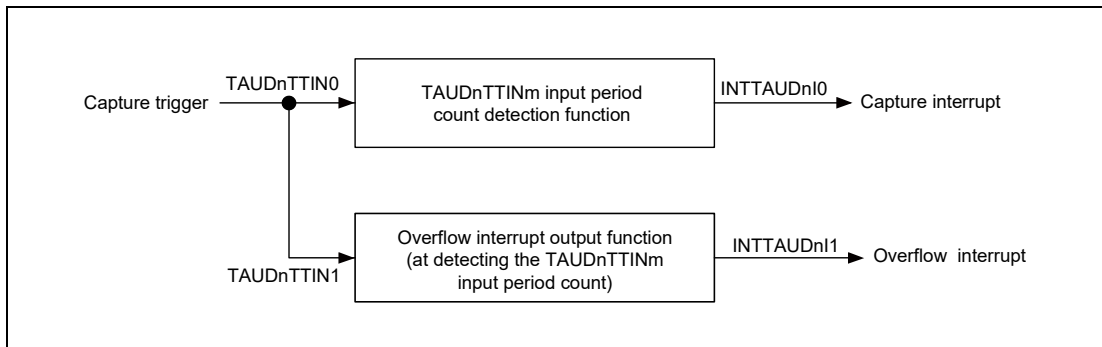 TAUDnTTIN0
Capture trigger
TAUDnTTINm input period
count detection function
INTTAUDnI0
Capture interrupt
TAUDnTTIN1
Overflow interrupt output function
(at detecting the TAUDnTTINm
input period count)
INTTAUDnI1
Overflow interrupt